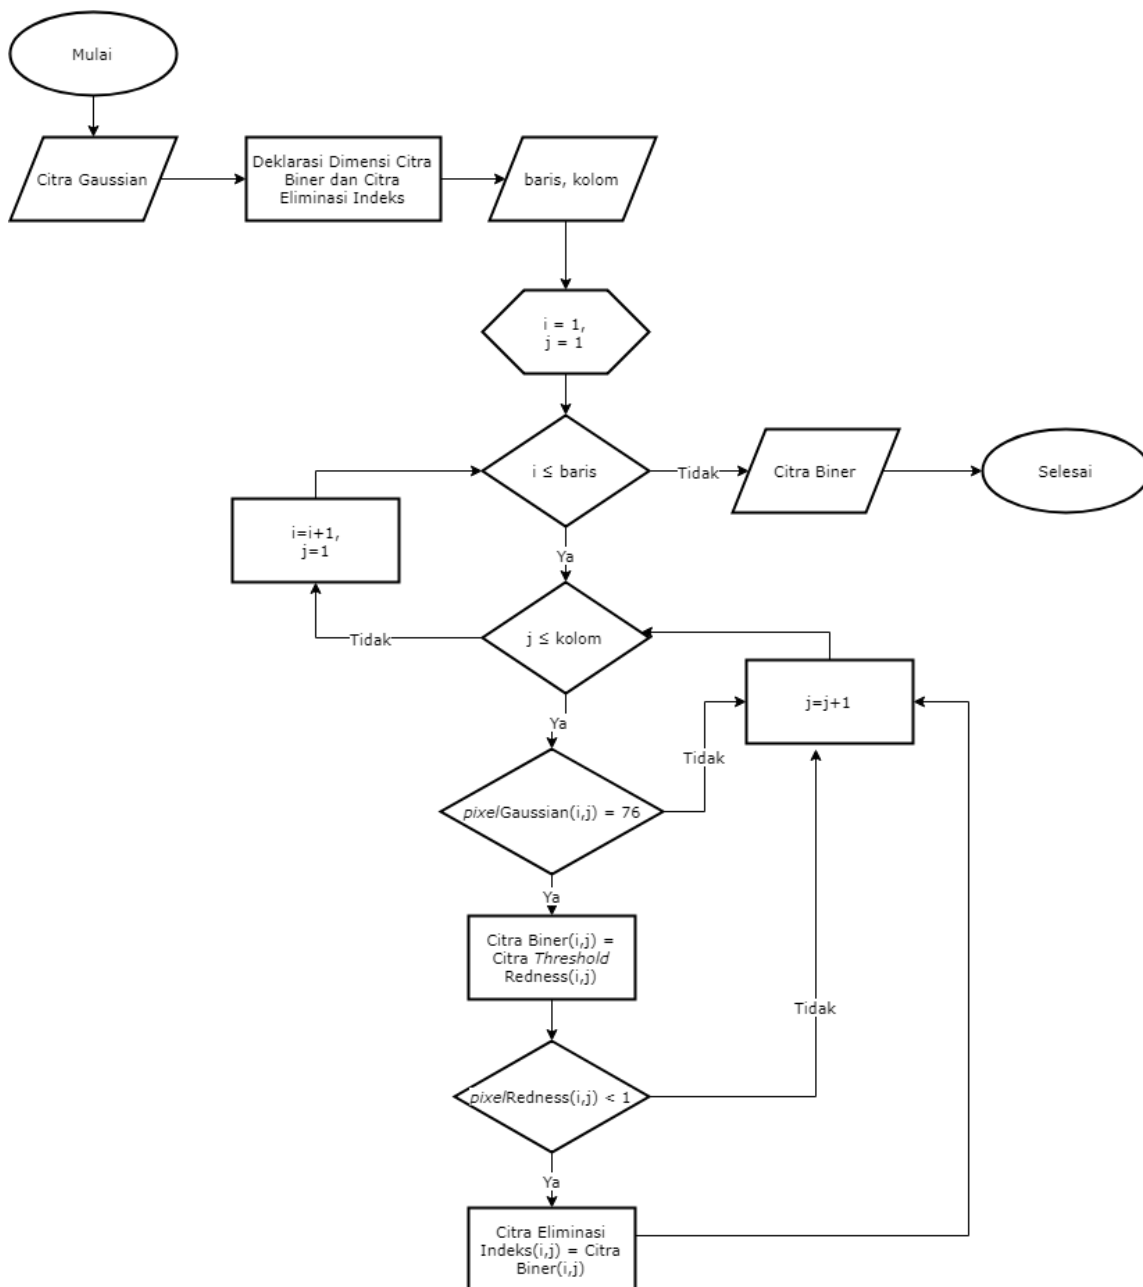 Mulai
Citra Gaussian
Deklarasi Dimensi Citra
Biner dan Citra
Eliminasi Indeks
baris, kolom
i = 1,
j = 1
i ≤ baris
Tidak
Citra Biner
Selesai
i=i+1,
j=1
Ya
j ≤ kolom
Tidak
j=j+1
Ya
Tidak
pixelGaussian(i,j) = 76
Ya
Citra Biner(i,j) =
Citra Threshold
Redness(i,j)
Tidak
pixelRedness(i,j) < 1
Ya
Citra Eliminasi
Indeks(i,j) = Citra
Biner(i,j)